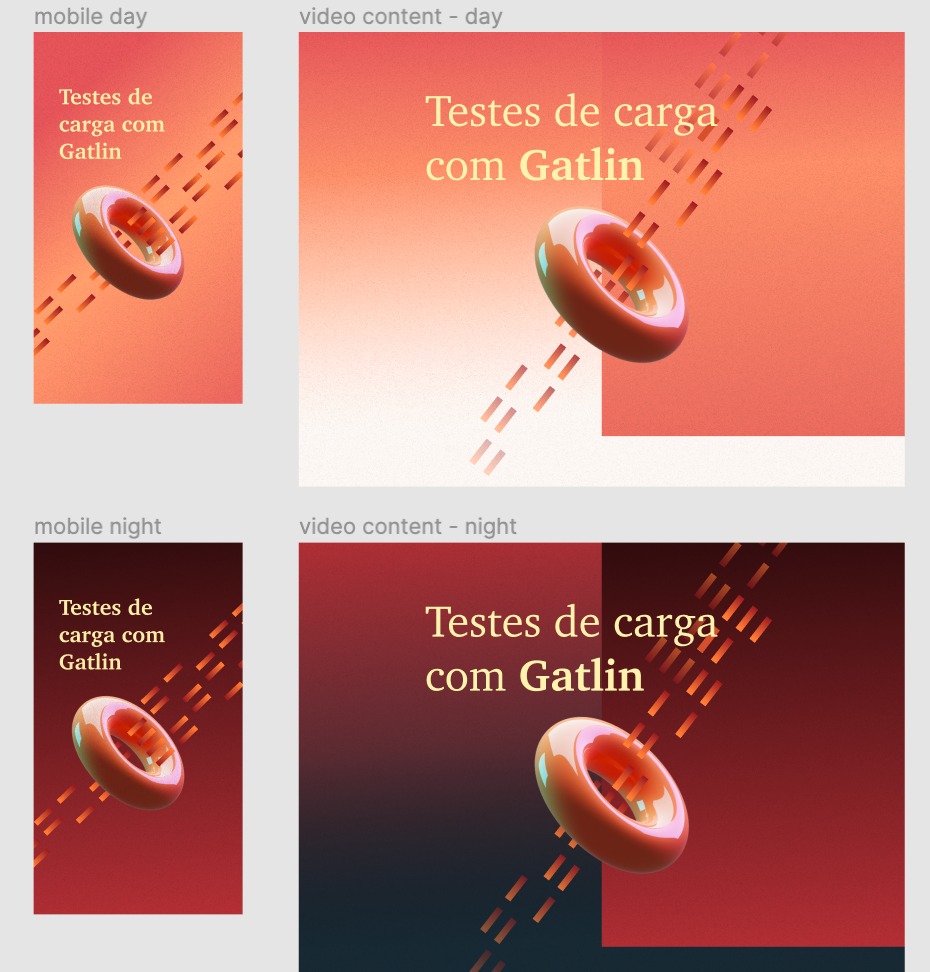 mobile day
video content - day
Testes de
carga com
Gatlin
Testes de carga
com Gatlin
mobile night
video content - night
Testes de
carga com
Gatlin
Testes de carga
com Gatlin